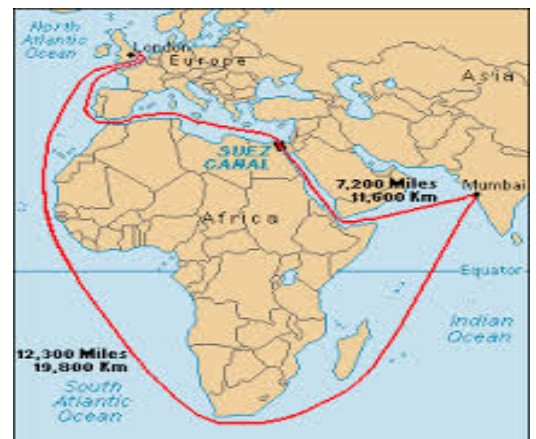 North
Atlantic
Ocean
London
Europe
Asia
SUEZ
CANAL
7,200 Miles
11,600 Km
Mumbai
Africa
Equator
Indian
Ocean
12,300 Miles
19,800 Km
South
Atlantic
Ocean